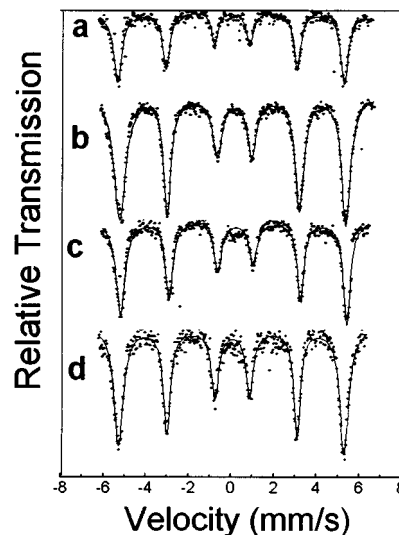 a
b
c
d
Relative Transmission
-8 -6 -4 -2 0 2 4 6 8
Velocity (mm/s)